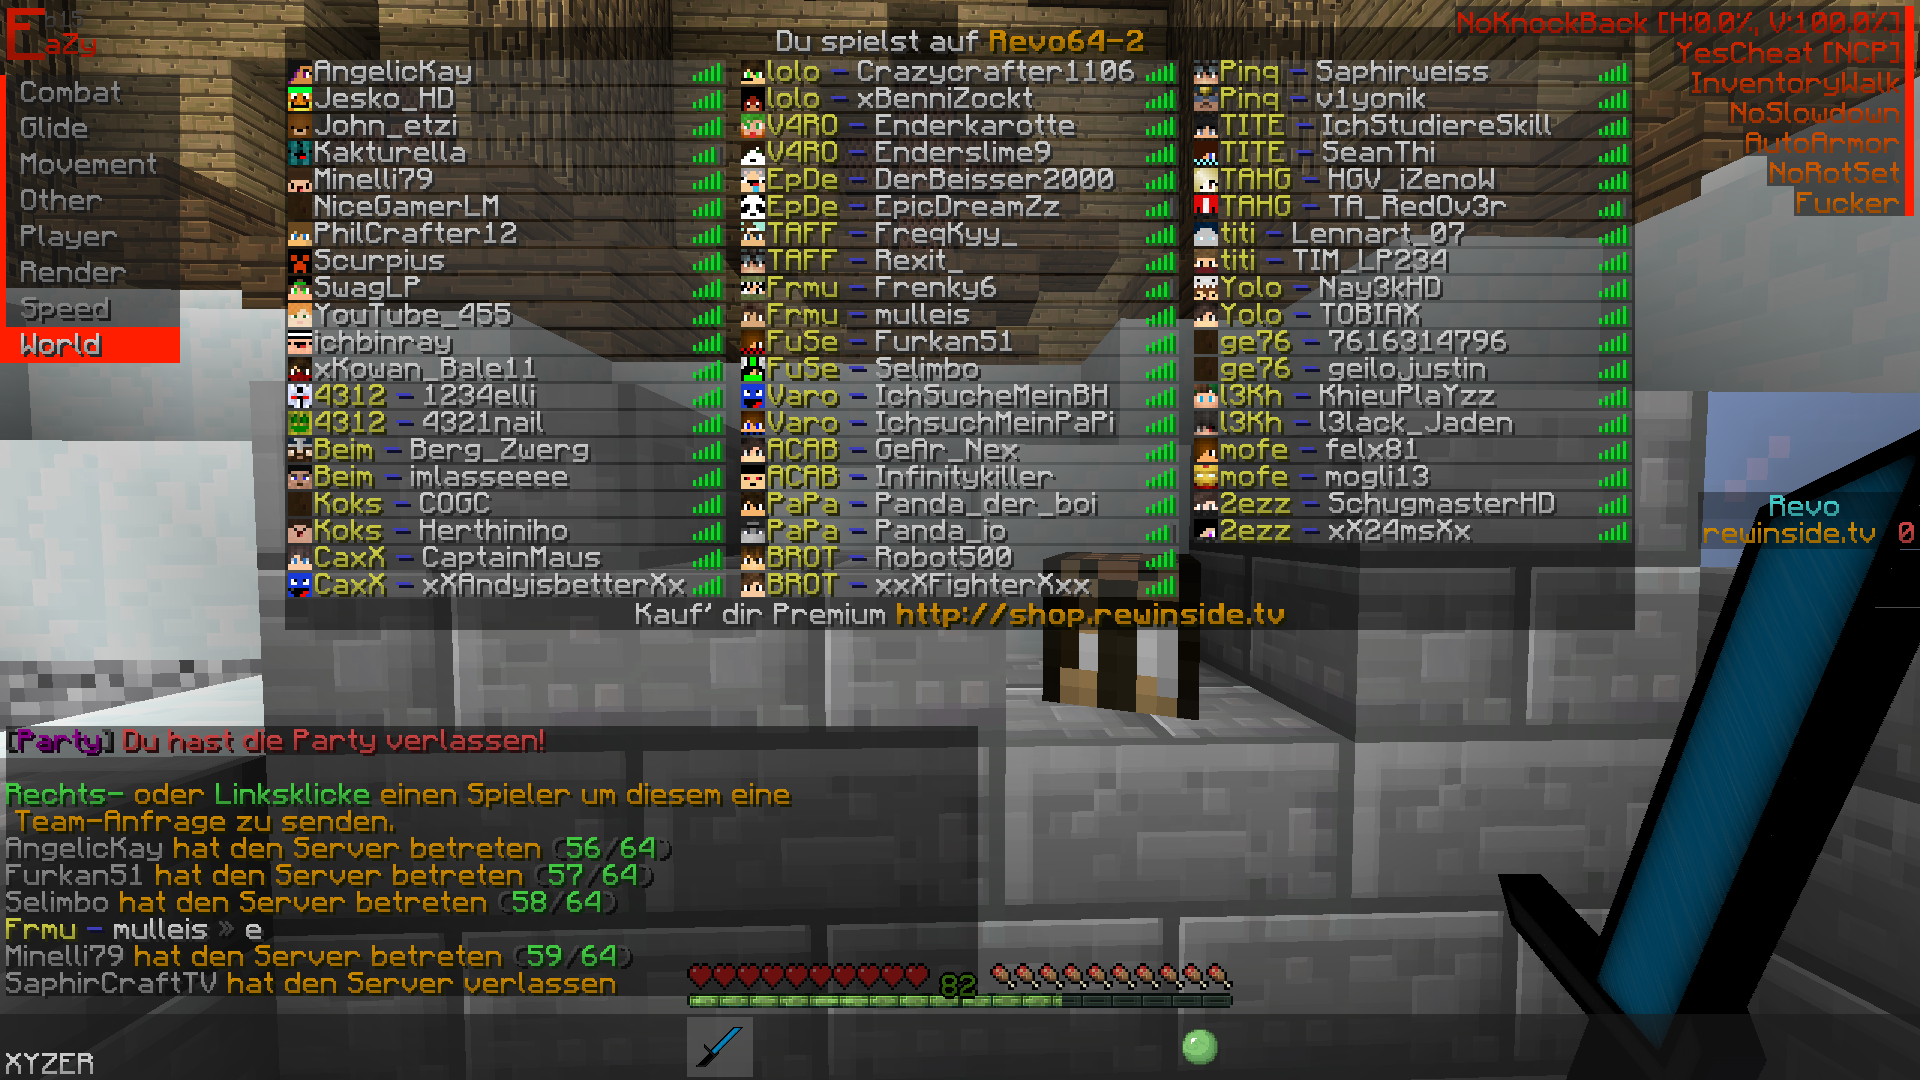 EaZy b15
Combat
Glide
Movement
Other
Player
Render
Speed
World
Du spielst auf Revo64-2
AngelicKay
Jesko_HD
John_etzi
Kakturella
Minelli79
NiceGamerLM
PhilCrafter12
Scurpius
SwagLP
YouTube_455
ichbinray
xKowan_Bale11
4312 - 1234elli
4312 - 4321nail
Beim - Berg_Zwerg
Beim - imlasseeee
Koks - COGC
Koks - Herthiniho
CaxX - CaptainMaus
CaxX - xXAndyisbetterXx
lolo - Crazycrafter1106
lolo - xBenniZockt
V4RO - Enderkarotte
V4RO - Enderslime9
EpDe - DerBeisser2000
EpDe - EpicDreamZz
TAFF - FreqKyy_
TAFF - Rexit_
Frmu - Frenky6
Frmu - mulleis
FuSe - Furkan51
FuSe - Selimbo
Varo - IchSucheMeinBH
Varo - IchsuchMeinPaPi
ACAB - GeAr_Nex
ACAB - Infinitykiller
PaPa - Panda_der_boi
PaPa - Panda_io
BROT - Robot500
BROT - xxXFighterXxx
Pinq - Saphirweiss
Pinq - v1yonik
TITE - IchStudiereSkill
TITE - SeanThi
TAHG - HGV_iZenoW
TAHG - TA_RedOv3r
titi - Lennart_07
titi - TIM_LP234
Yolo - Nay3kHD
Yolo - TOBIAX
ge76 - 7616314796
ge76 - geilojustin
l3Kh - KhieuPlaYzz
l3Kh - l3lack_Jaden
mofe - felx81
mofe - mogli13
2ezz - SchugmasterHD
2ezz - xX24msXx
Kauf' dir Premium http://shop.rewinside.tv
NoKnockBack [H:0.0%, V:100.0%]
YesCheat [NCP]
InventoryWalk
NoSlowdown
AutoArmor
NoRotSet
Fucker
Revo
rewinside.tv 0
[Party] Du hast die Party verlassen!
Rechts- oder Linksklicke einen Spieler um diesem eine
Team-Anfrage zu senden.
AngelicKay hat den Server betreten (56/64)
Furkan51 hat den Server betreten (57/64)
Selimbo hat den Server betreten (58/64)
Frmu - mulleis » e
Minelli79 hat den Server betreten (59/64)
SaphirCraftTV hat den Server verlassen
82
XYZER